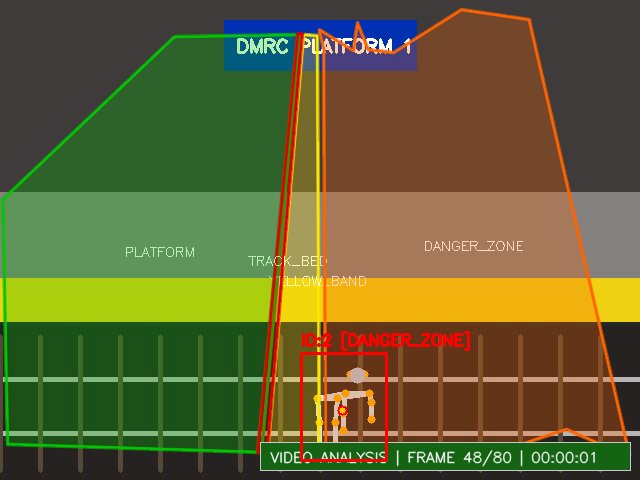 DMRC PLATFORM 1
PLATFORM
DANGER_ZONE
TRACK_BED
YELLOW_BAND
ID:2 [DANGER_ZONE]
VIDEO ANALYSIS | FRAME 48/80 | 00:00:01